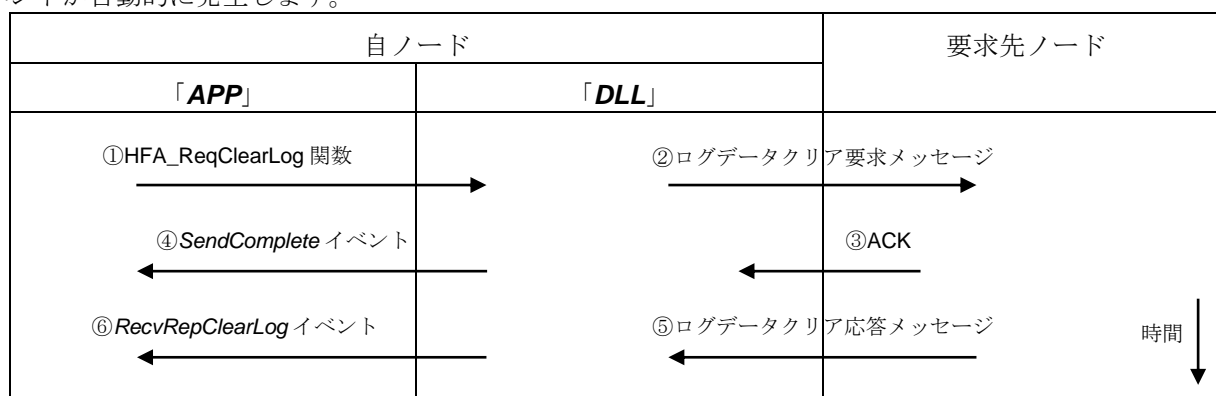 ントが自動的に発生します。
自ノード 要求先ノード
「APP」 「DLL」
①HFA_ReqClearLog 関数 ②ログデータクリア要求メッセージ
④SendComplete イベント ③ACK
⑥RecvRepClearLog イベント ⑤ログデータクリア応答メッセージ 時間